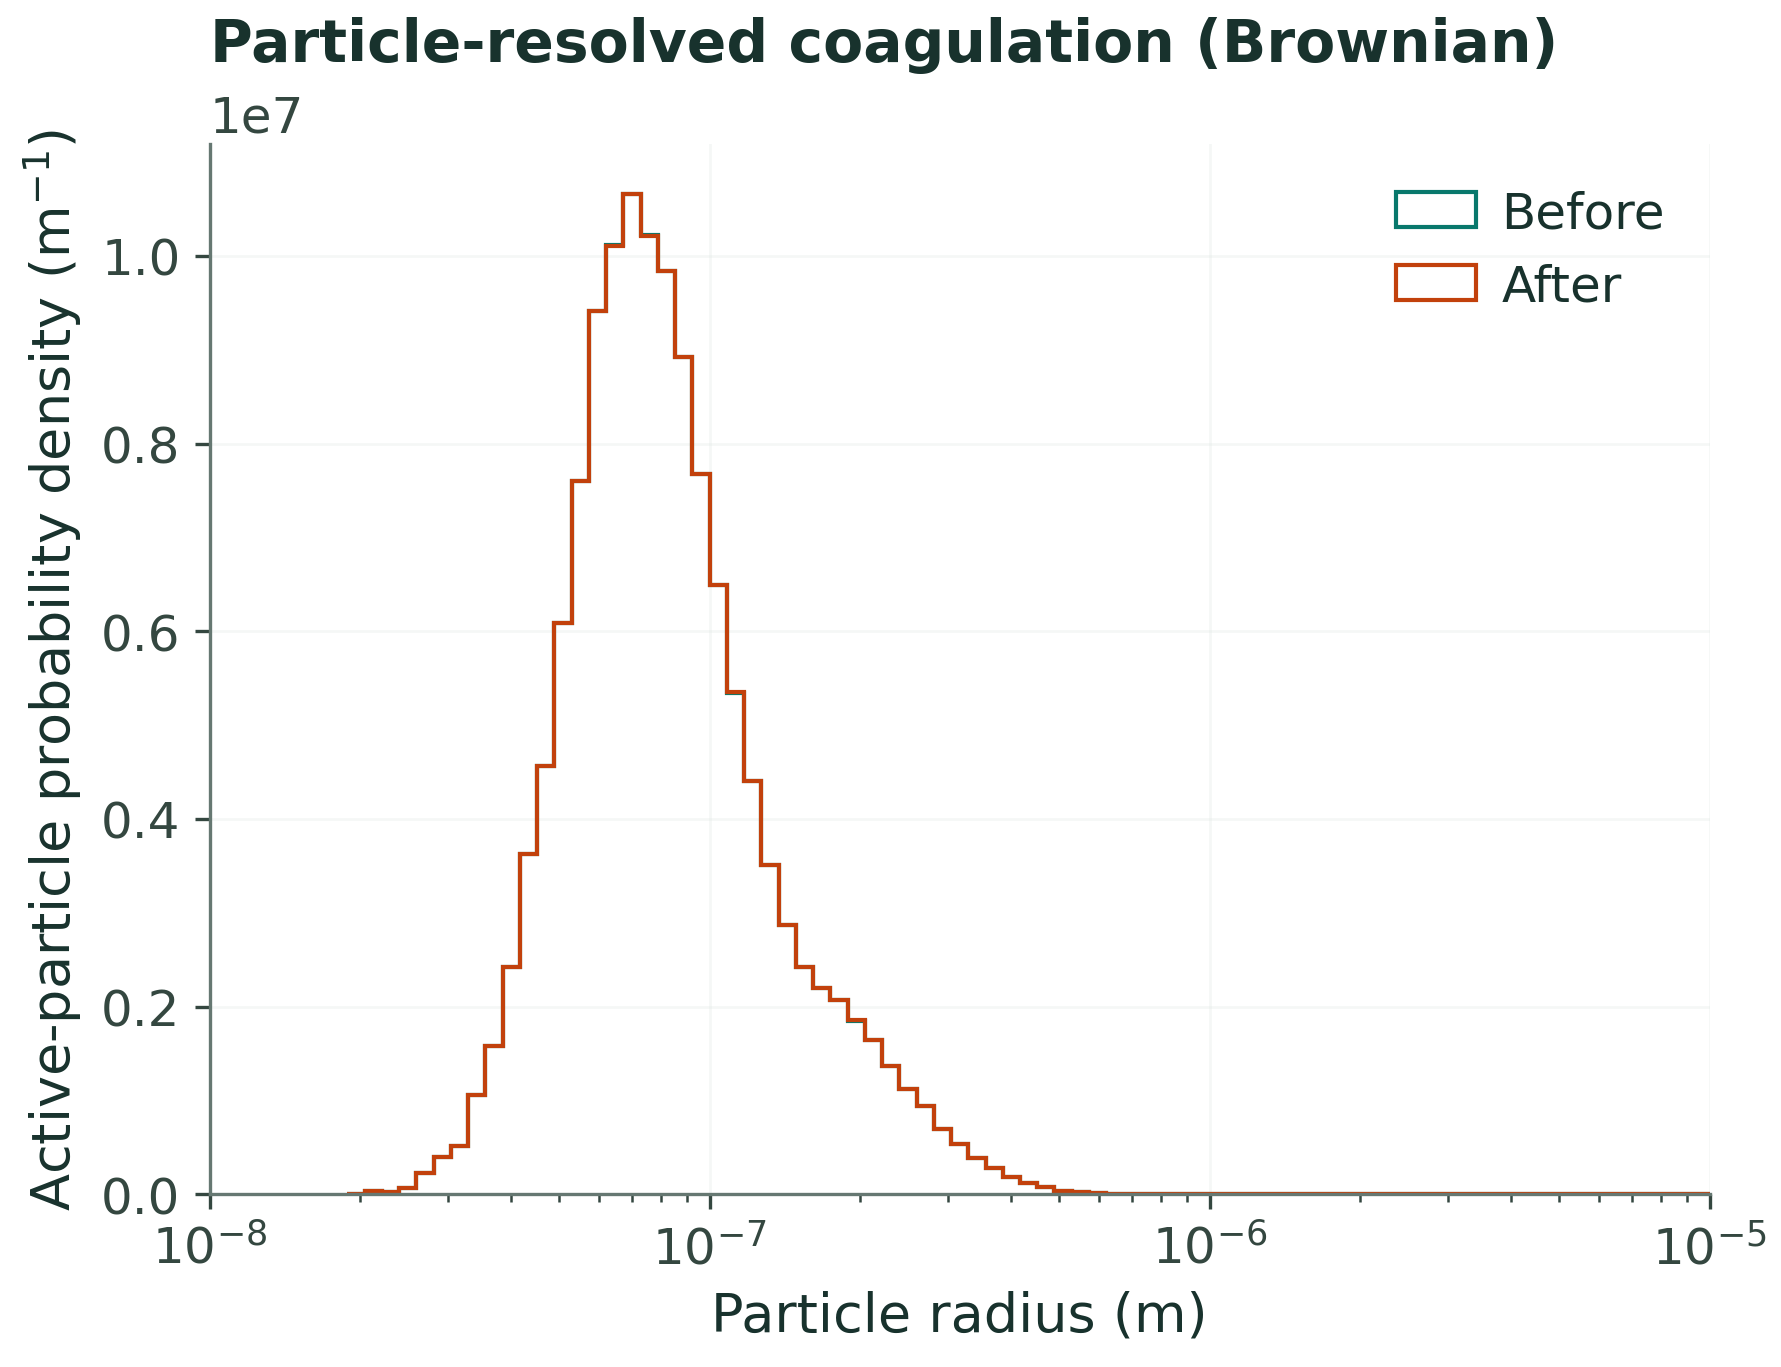 Particle-resolved coagulation (Brownian)
1e7
Active-particle probability density (m⁻¹)
1.0
0.8
0.6
0.4
0.2
0.0
Before
After
10⁻⁸
10⁻⁷
10⁻⁶
10⁻⁵
Particle radius (m)